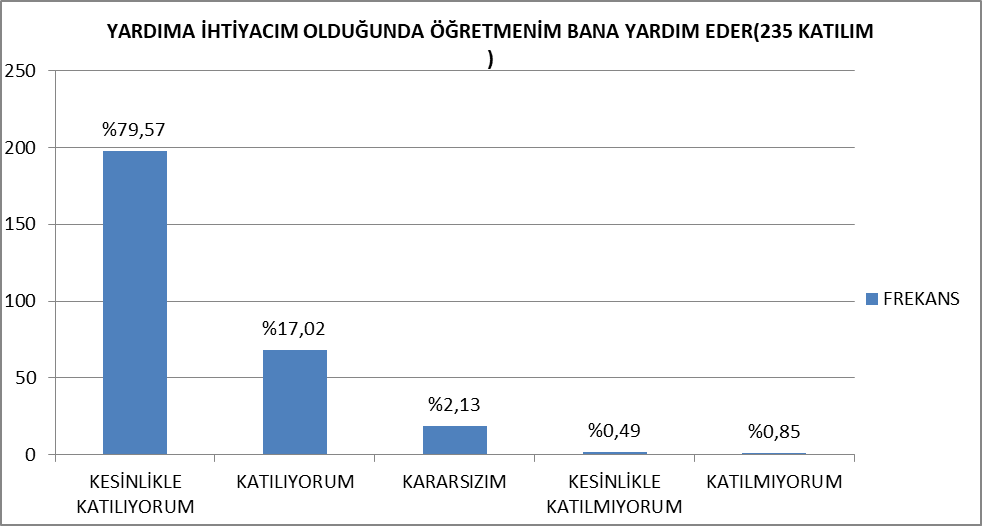 YARDIMA İHTİYACIM OLDUĞUNDA ÖĞRETMENİM BANA YARDIM EDER(235 KATILIM
)
250
200
150
100
50
0
%79,57
%17,02
%2,13
%0,49
%0,85
KESİNLİKLE
KATILIYORUM
KATILIYORUM
KARARSIZIM
KESİNLİKLE
KATILMIYORUM
KATILMIYORUM
FREKANS